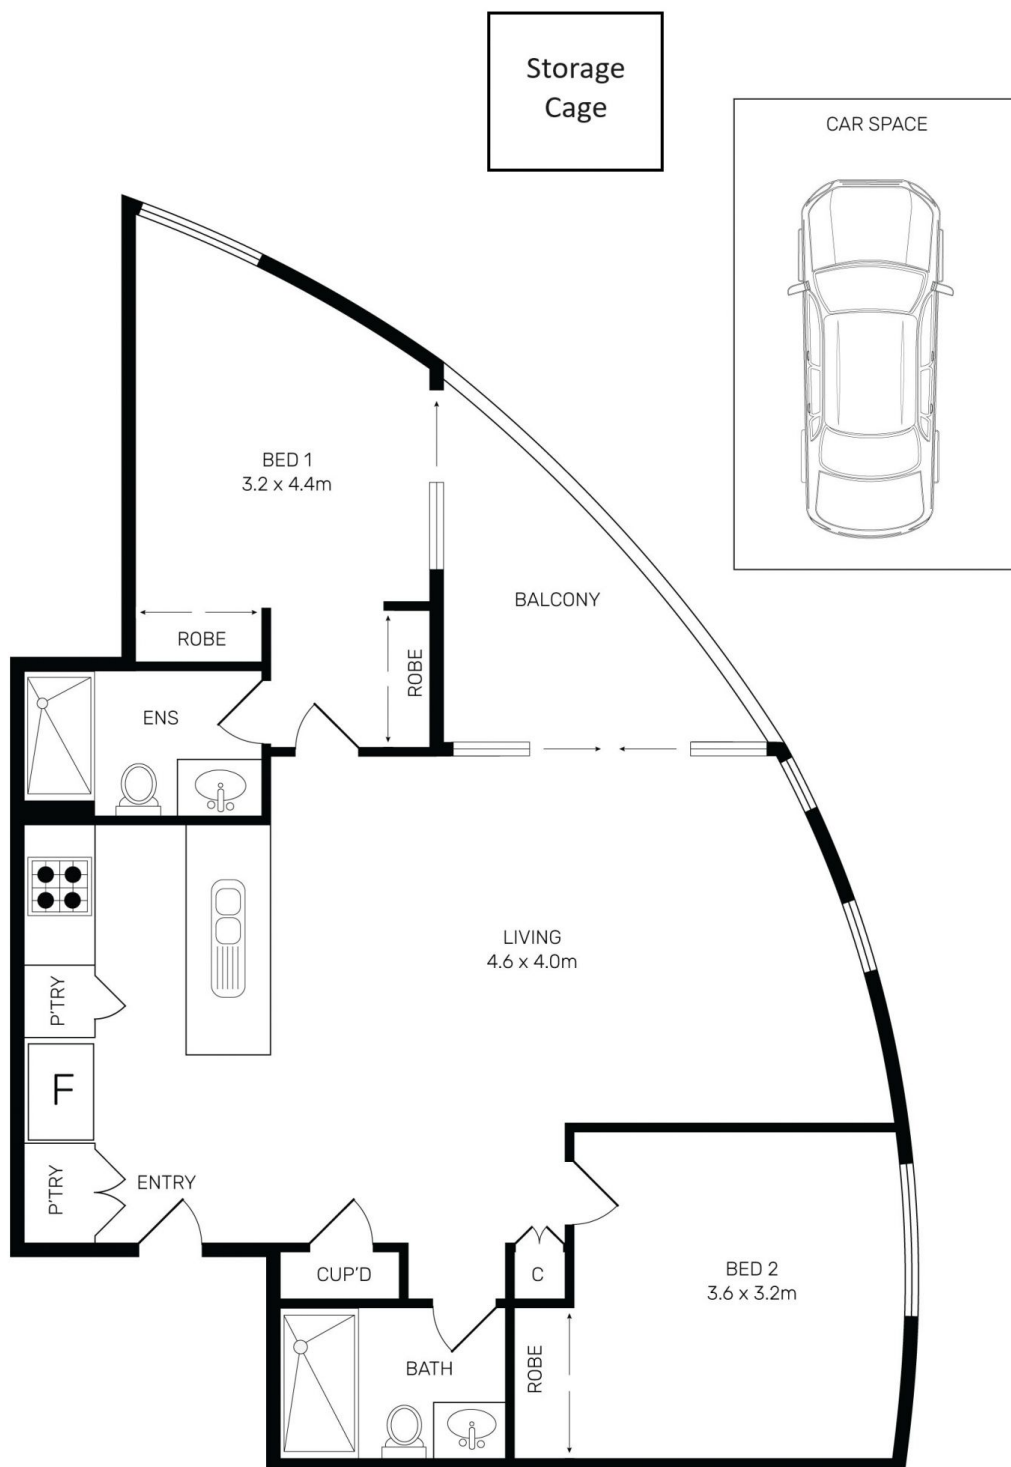 Storage
Cage
CAR SPACE
BED 1
3.2 x 4.4m
BALCONY
ROBE
ROBE
ENS
LIVING
4.6 x 4.0m
P'TRY
F
P'TRY
ENTRY
CUP'D
C
BED 2
3.6 x 3.2m
BATH
ROBE